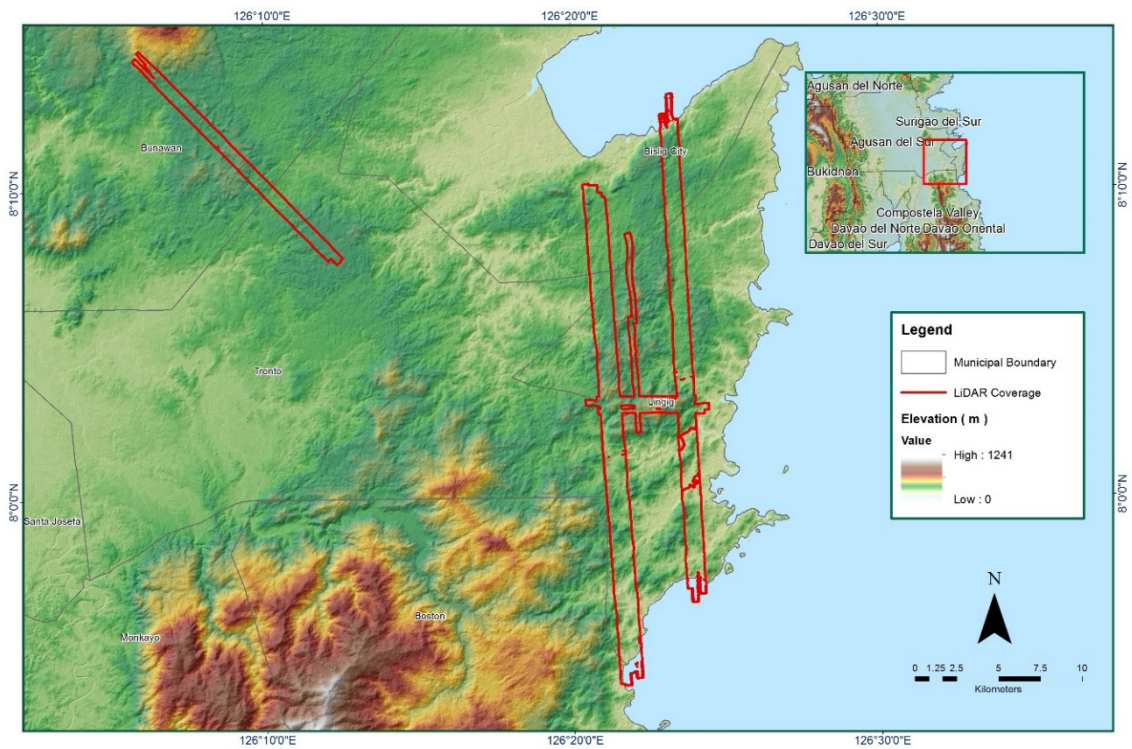 126°10'0"E
126°20'0"E
126°30'0"E
8°10'0"N
8°10'0"N
8°0'0"N
8°0'0"N
Bunawan
Bislig City
Tronto
Lingig
Santa Josefa
Boston
Monkayo
Agusan del Norte
Surigao del Sur
Agusan del Sur
Bukidnon
Compostela Valley
Davao del Norte
Davao Oriental
Davao del Sur
Legend
Municipal Boundary
LiDAR Coverage
Elevation ( m )
Value
High : 1241
Low : 0
N
0 1.25 2.5 5 7.5 10
Kilometers
126°10'0"E
126°20'0"E
126°30'0"E